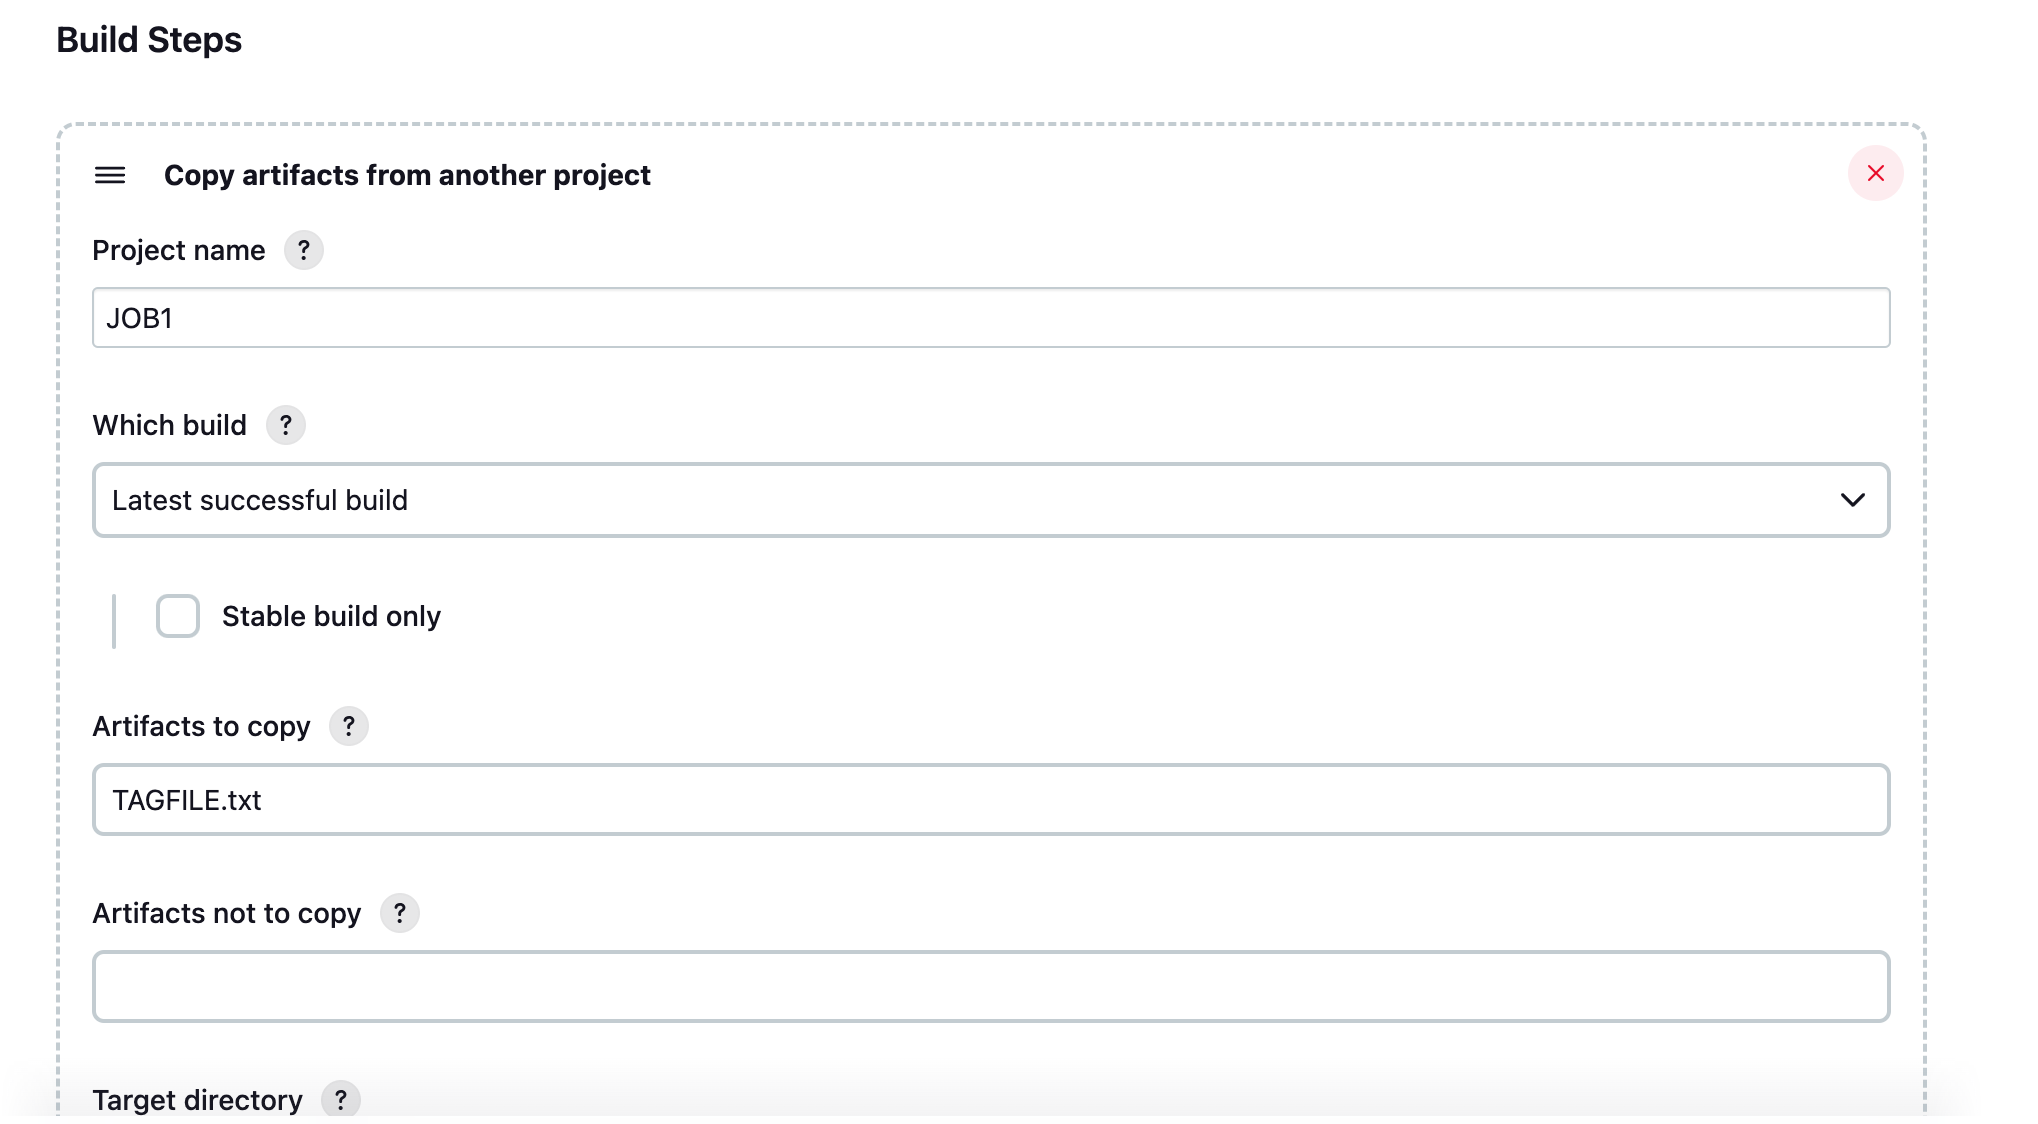 Build Steps
Copy artifacts from another project
Project name ?
JOB1
Which build ?
Latest successful build
Stable build only
Artifacts to copy ?
TAGFILE.txt
Artifacts not to copy ?
Target directory ?